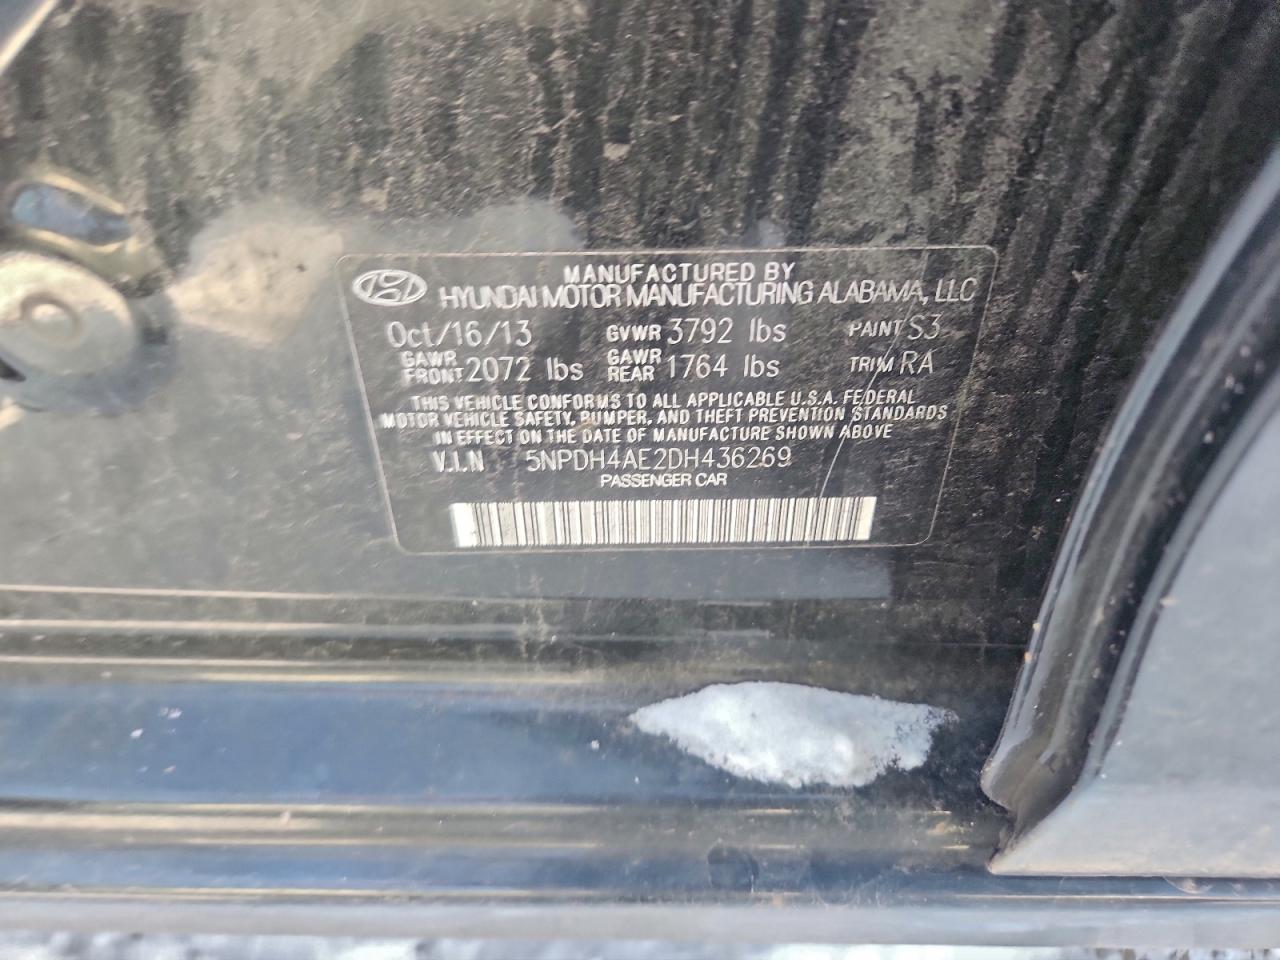 MANUFACTURED BY
HYUNDAI MOTOR MANUFACTURING ALABAMA, LLC
Oct/16/13 GVWR 3792 lbs PAINT S3
GAWR FRONT 2072 lbs GAWR REAR 1764 lbs TRIM RA
THIS VEHICLE CONFORMS TO ALL APPLICABLE U.S.A. FEDERAL
MOTOR VEHICLE SAFETY, BUMPER, AND THEFT PREVENTION STANDARDS
IN EFFECT ON THE DATE OF MANUFACTURE SHOWN ABOVE
V.I.N 5NPDH4AE2DH436269
PASSENGER CAR